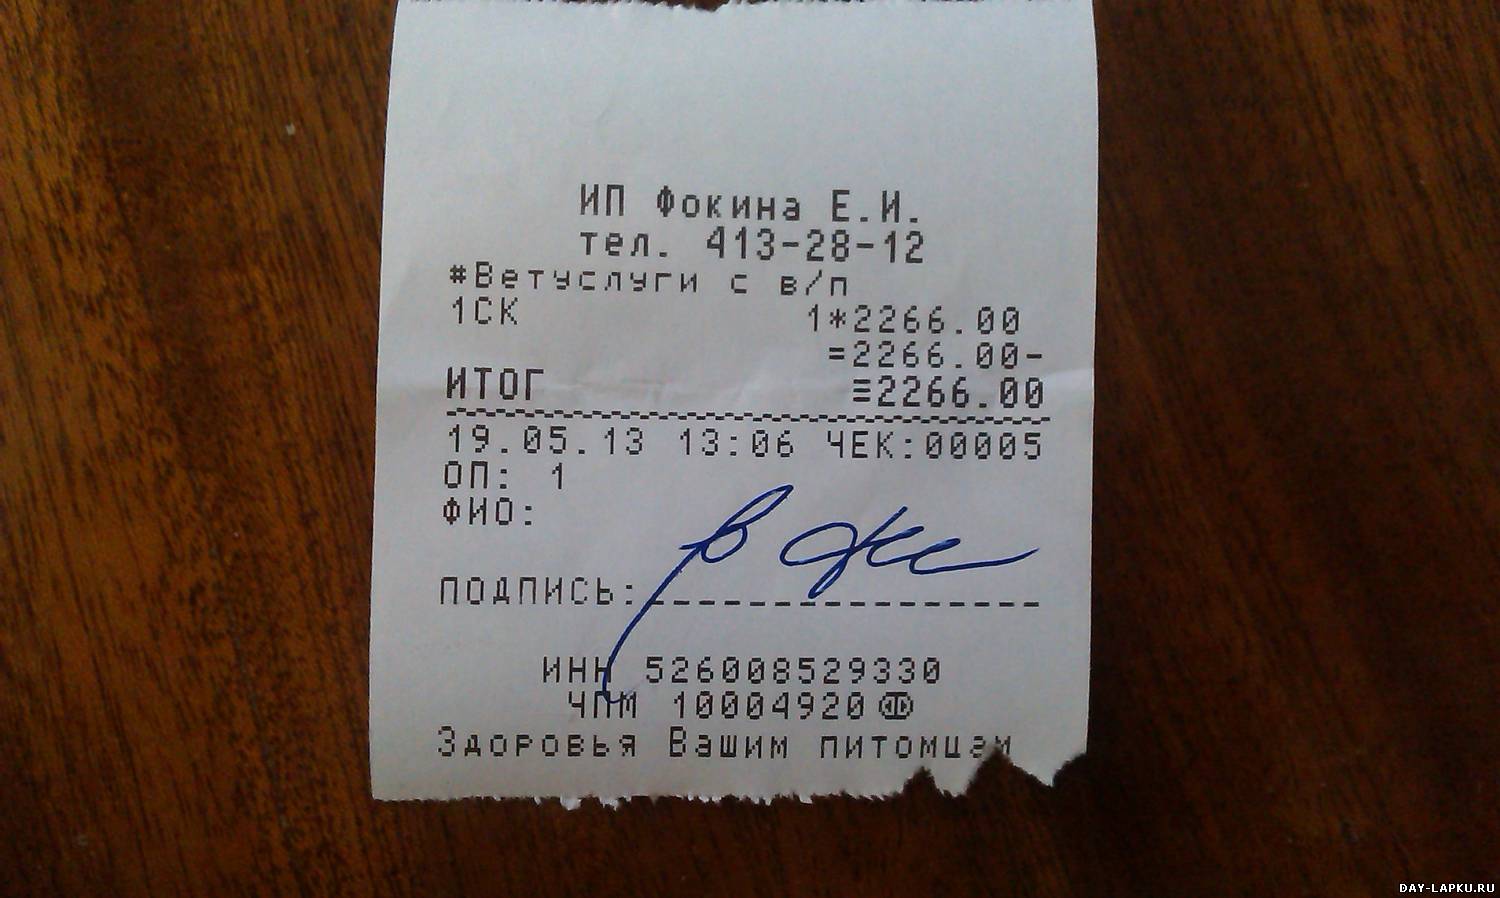 ИП Фокина Е.И.
тел. 413-28-12
#Ветуслуги с в/п
1СК 1*2266.00
=2266.00-
ИТОГ ≡2266.00
19.05.13 13:06 ЧЕК:00005
ОП: 1
ФИО:
ПОДПИСЬ:
ИНН 526008529330
ЧПМ 10004920
Здоровья Вашим питомцам
DAY-LAPKU.RU